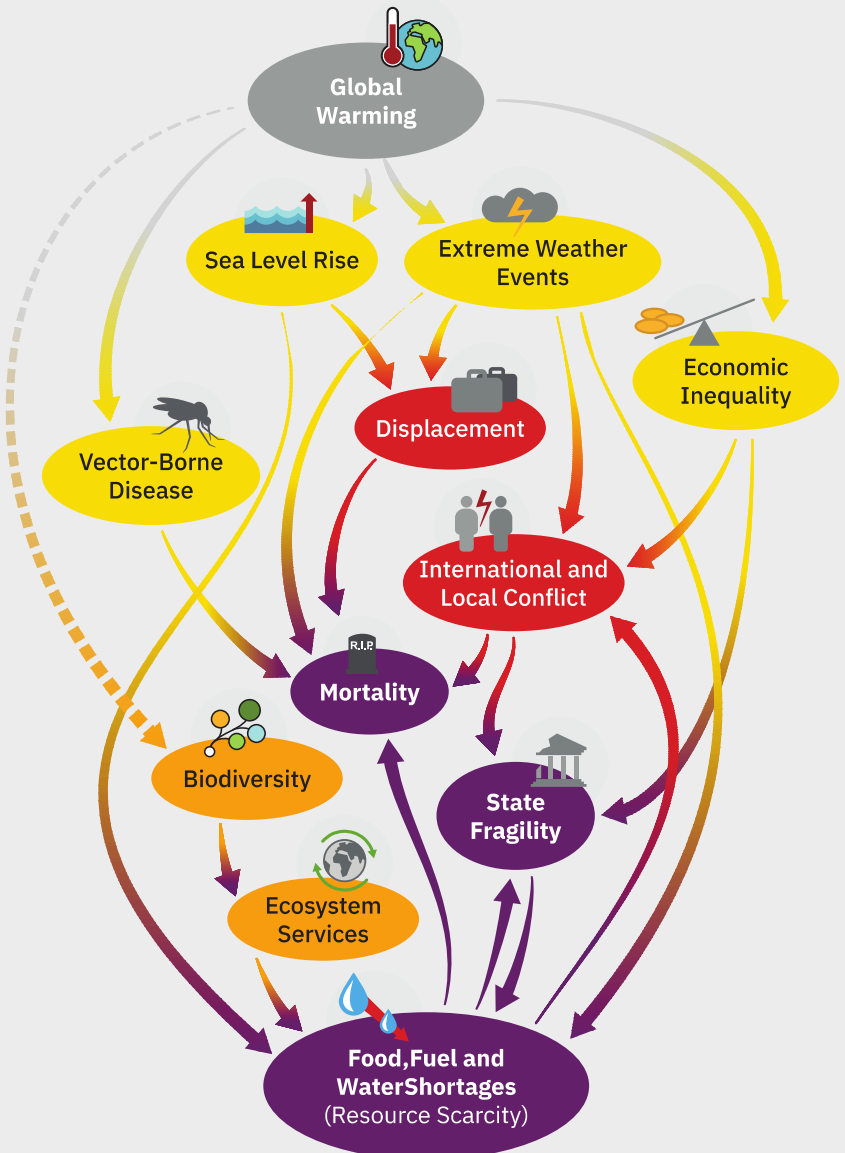 Global
Warming
Sea Level Rise
Extreme Weather
Events
Economic
Inequality
Displacement
Vector-Borne
Disease
International and
Local Conflict
R.I.P.
Mortality
Biodiversity
State
Fragility
Ecosystem
Services
Food,Fuel and
WaterShortages
(Resource Scarcity)